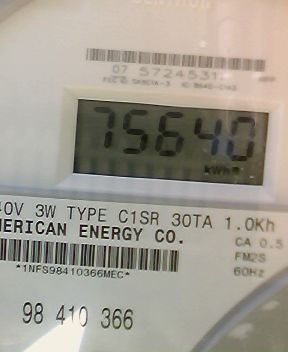 CENTRON
07 5724531
75640
kWh
40V 3W TYPE C1SR 30TA 1.0Kh
MERICAN ENERGY CO.
CA 0.5
*1NFS98410366MEC*
FM2S
60Hz
98 410 366